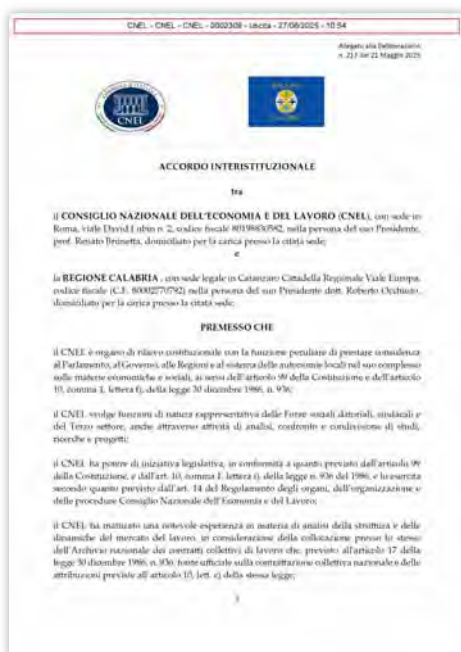 CNEL - CNEL - CNEL - 0002309 - Uscita - 27/06/2025 - 10:54
Allegato alla Deliberazione
n. 217 del 21 Maggio 2025
CNEL
ACCORDO INTERISTITUZIONALE
tra
il CONSIGLIO NAZIONALE DELL'ECONOMIA E DEL LAVORO (CNEL), con sede in
Roma, viale David Lubin n. 2, codice fiscale 80198830582, nella persona del suo Presidente,
prof. Renato Brunetta, domiciliato per la carica presso la citata sede;
e
la REGIONE CALABRIA , con sede legale in Catanzaro Cittadella Regionale Viale Europa,
codice fiscale (C.F. 80002270792) nella persona del suo Presidente dott. Roberto Occhiuto,
domiciliato per la carica presso la citata sede;
PREMESSO CHE
il CNEL è organo di rilievo costituzionale con la funzione peculiare di prestare consulenza
al Parlamento, al Governo, alle Regioni e al sistema delle autonomie locali nel suo complesso
sulle materie economiche e sociali, ai sensi dell'articolo 99 della Costituzione e dell'articolo
10, comma 1, lettera f), della legge 30 dicembre 1986, n. 936;
il CNEL svolge funzioni di natura rappresentativa delle Forze sociali datoriali, sindacali e
del Terzo settore, anche attraverso attività di analisi, confronto e condivisione di studi,
ricerche e progetti;
il CNEL ha potere di iniziativa legislativa, in conformità a quanto previsto dall'articolo 99
della Costituzione, e dall'art. 10, comma 1, lettera i), della legge n. 936 del 1986, e lo esercita
secondo quanto previsto dall'art. 14 del Regolamento degli organi, dell'organizzazione e
delle procedure Consiglio Nazionale dell'Economia e del Lavoro;
il CNEL ha maturato una notevole esperienza in materia di analisi della struttura e delle
dinamiche del mercato del lavoro, in considerazione della collocazione presso lo stesso
dell'Archivio nazionale dei contratti collettivi di lavoro che, previsto all'articolo 17 della
legge 30 dicembre 1986, n. 936, fonte ufficiale sulla contrattazione collettiva nazionale e delle
attribuzioni previste all'articolo 10, lett. c) della stessa legge;
1